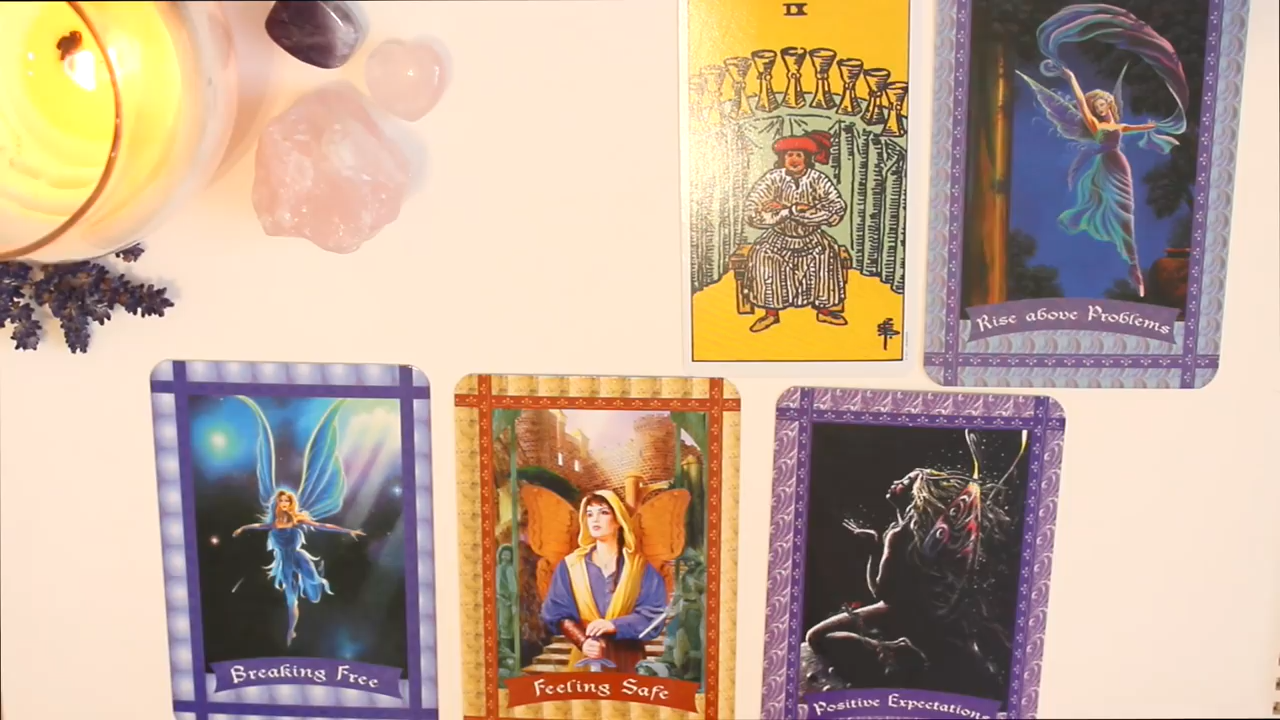 IX
Rise above Problems
Breaking Free
Feeling Safe
Positive Expectations